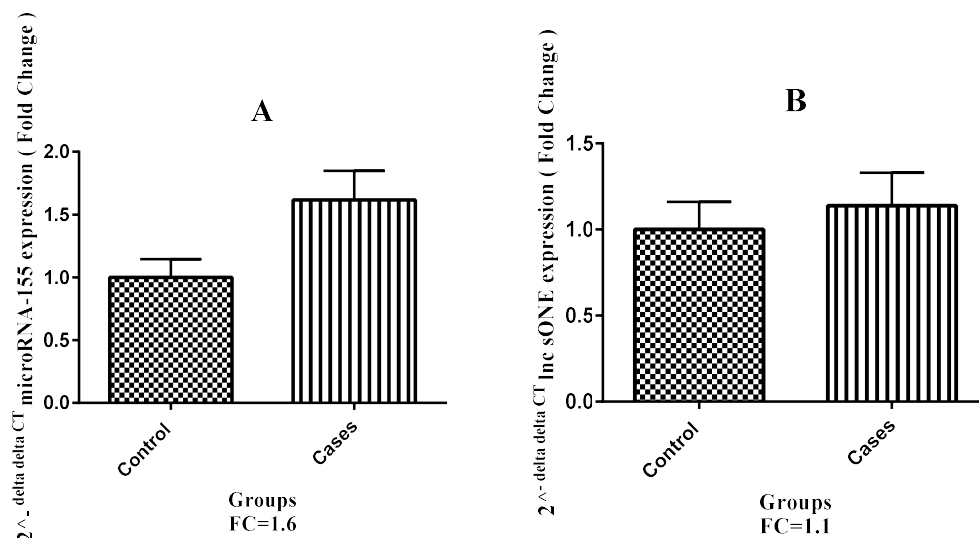 A
2^- delta delta CT microRNA-155 expression ( Fold Change )
2.0
1.5
1.0
0.5
0.0
Control
Cases
Groups
FC=1.6
B
2^- delta delta CT lnc sONE expression ( Fold Change )
1.5
1.0
0.5
0.0
Control
Cases
Groups
FC=1.1